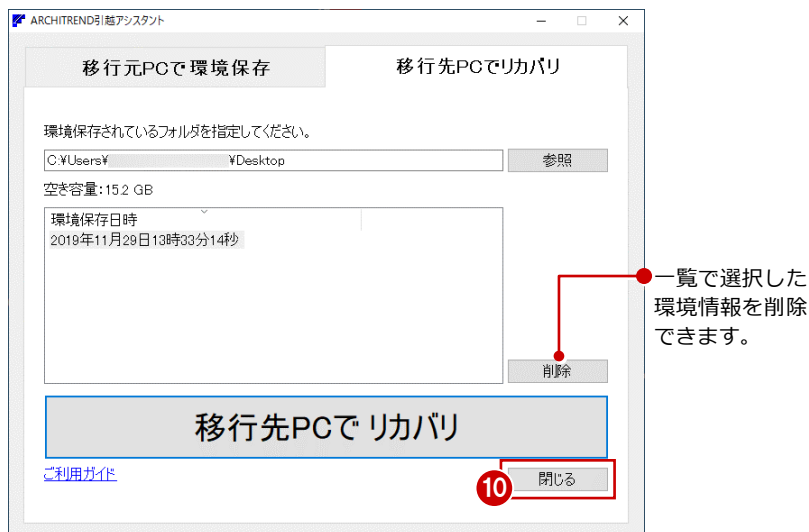 ARCHITREND引越アシスタント
移行元PCで環境保存
移行先PCでリカバリ
環境保存されているフォルダを指定してください。
C:¥Users¥ ¥Desktop
参照
空き容量:15.2 GB
環境保存日時
2019年11月29日13時33分14秒
一覧で選択した
環境情報を削除
できます。
削除
移行先PCでリカバリ
ご利用ガイド
10
閉じる